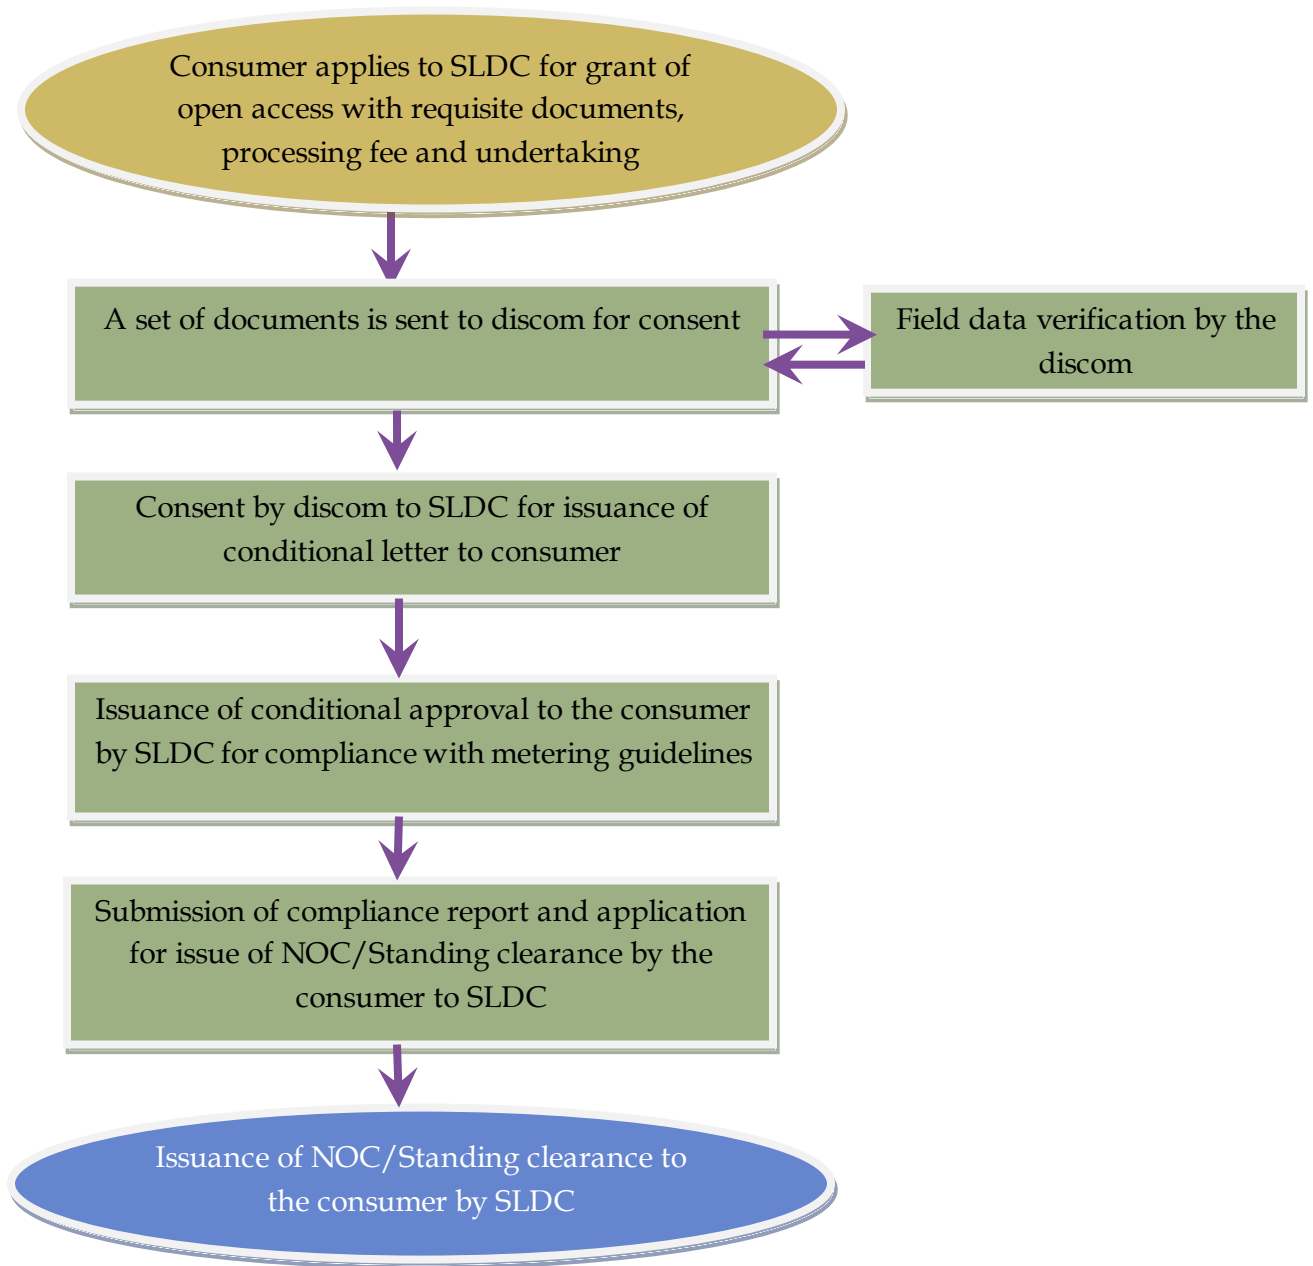 Consumer applies to SLDC for grant of
open access with requisite documents,
processing fee and undertaking
A set of documents is sent to discom for consent
Field data verification by the
discom
Consent by discom to SLDC for issuance of
conditional letter to consumer
Issuance of conditional approval to the consumer
by SLDC for compliance with metering guidelines
Submission of compliance report and application
for issue of NOC/Standing clearance by the
consumer to SLDC
Issuance of NOC/Standing clearance to
the consumer by SLDC